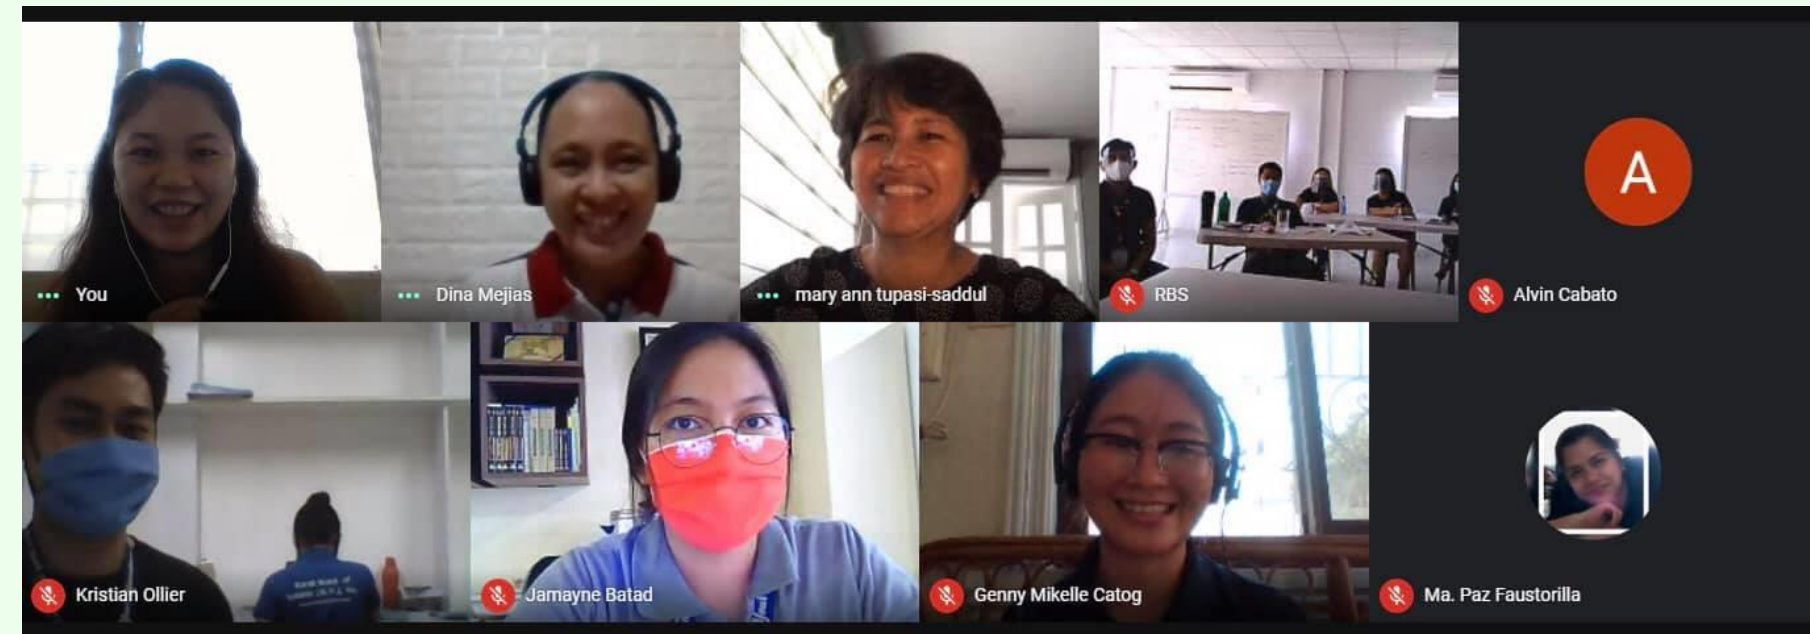 You
Dina Mejias
mary ann tupasi-saddul
RBS
A
Alvin Cabato
Kristian Ollier
Jamayne Batad
Genny Mikelle Catog
Ma. Paz Faustorilla